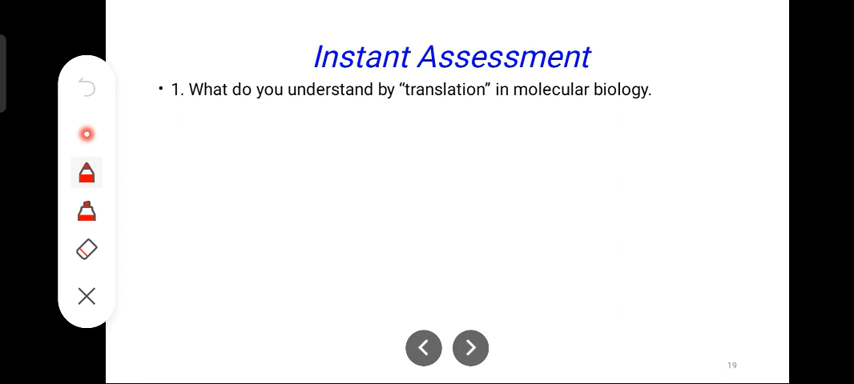 Instant Assessment
• 1. What do you understand by “translation” in molecular biology.
19